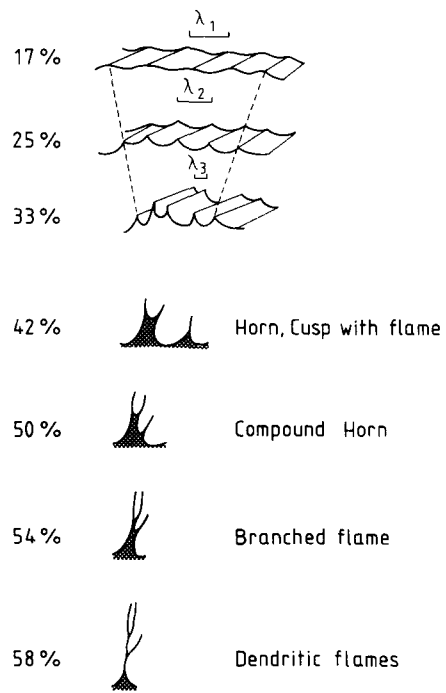 λ1
17%
λ2
25%
λ3
33%
42% Horn, Cusp with flame
50% Compound Horn
54% Branched flame
58% Dendritic flames